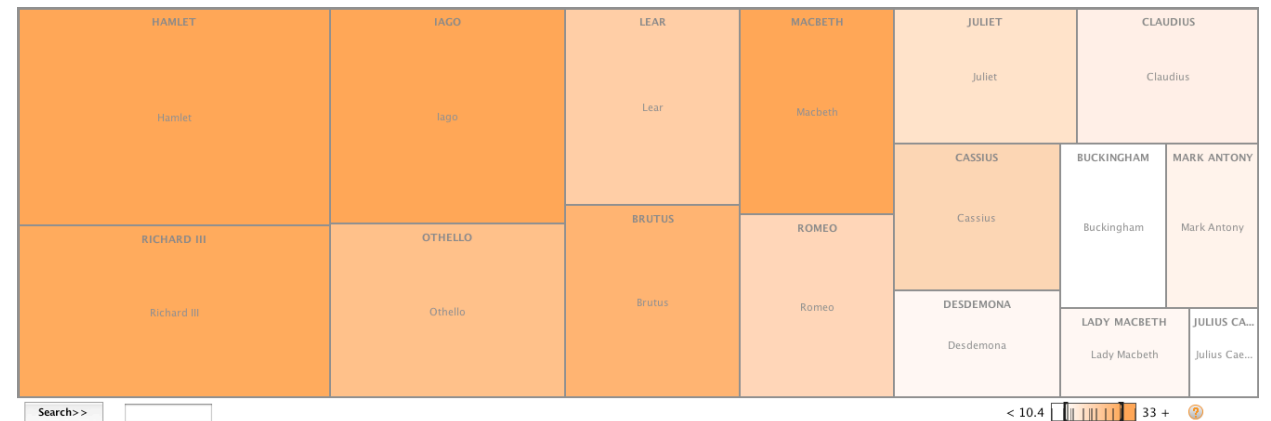 HAMLET
Hamlet
RICHARD III
Richard III
IAGO
Iago
OTHELLO
Othello
LEAR
Lear
BRUTUS
Brutus
MACBETH
Macbeth
ROMEO
Romeo
JULIET
Juliet
CLAUDIUS
Claudius
CASSIUS
Cassius
BUCKINGHAM
Buckingham
MARK ANTONY
Mark Antony
DESDEMONA
Desdemona
LADY MACBETH
Lady Macbeth
JULIUS CA...
Julius Cae...
Search>>
< 10.4 33 + ?